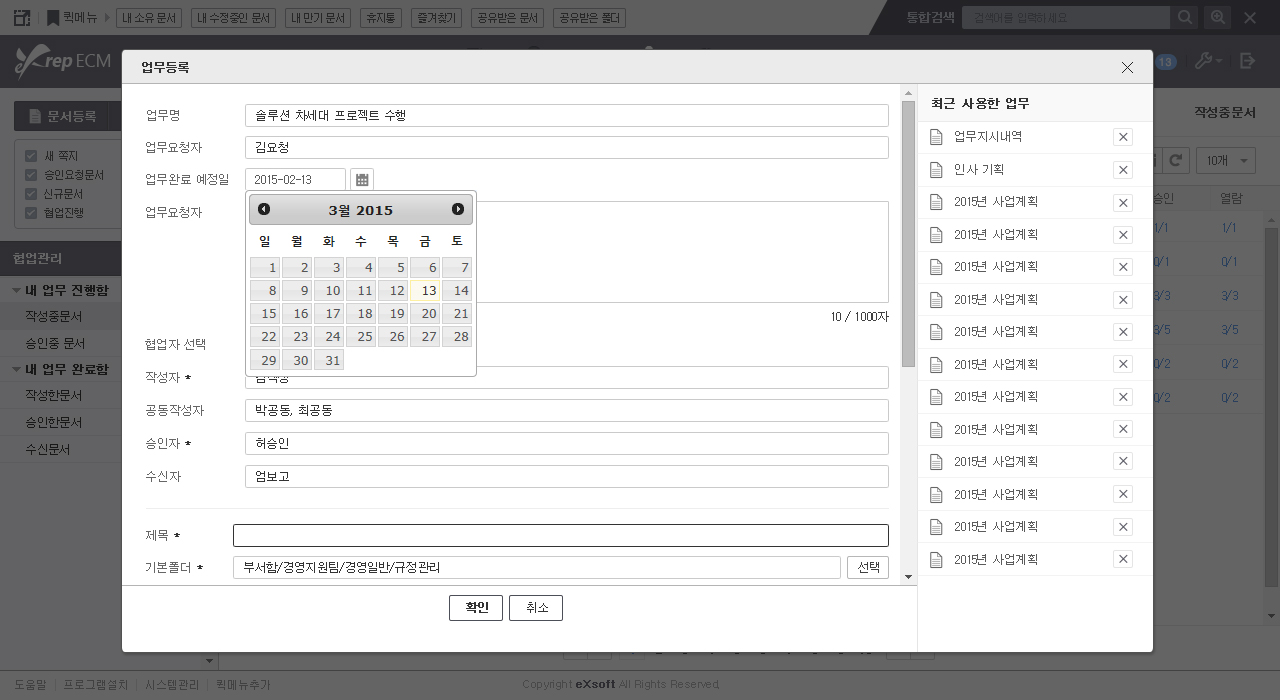 퀵메뉴 내 소유 문서 내 수정중인 문서 내 만기 문서 휴지통 즐겨찾기 공유받은 문서 공유받은 폴더 통합검색 검색어를 입력하세요
eXrep ECM 13
업무등록
문서등록
작성중문서
새 쪽지
승인요청문서
신규문서
협업진행
10개
승인 열람
1/1 1/1
0/1 0/1
3/3 3/3
3/5 3/5
0/2 0/2
0/2 0/2
협업관리
내 업무 진행함
작성중문서
승인중 문서
내 업무 완료함
작성한문서
승인한문서
수신문서
업무명 솔루션 차세대 프로젝트 수행
업무요청자 김요청
업무완료 예정일 2015-02-13
업무요청자
3월 2015
일 월 화 수 목 금 토
1 2 3 4 5 6 7
8 9 10 11 12 13 14
15 16 17 18 19 20 21
22 23 24 25 26 27 28
29 30 31
10 / 1000자
협업자 선택
작성자 *
공동작성자 박공동, 최공동
승인자 * 허승인
수신자 엄보고
제목 *
기본폴더 * 부서함/경영지원팀/경영일반/규정관리 선택
확인 취소
최근 사용한 업무
업무지시내역
인사 기획
2015년 사업계획
2015년 사업계획
2015년 사업계획
2015년 사업계획
2015년 사업계획
2015년 사업계획
2015년 사업계획
2015년 사업계획
2015년 사업계획
2015년 사업계획
2015년 사업계획
2015년 사업계획
도움말 프로그램설치 시스템관리 퀵메뉴추가
Copyright eXsoft All Rights Reserved.